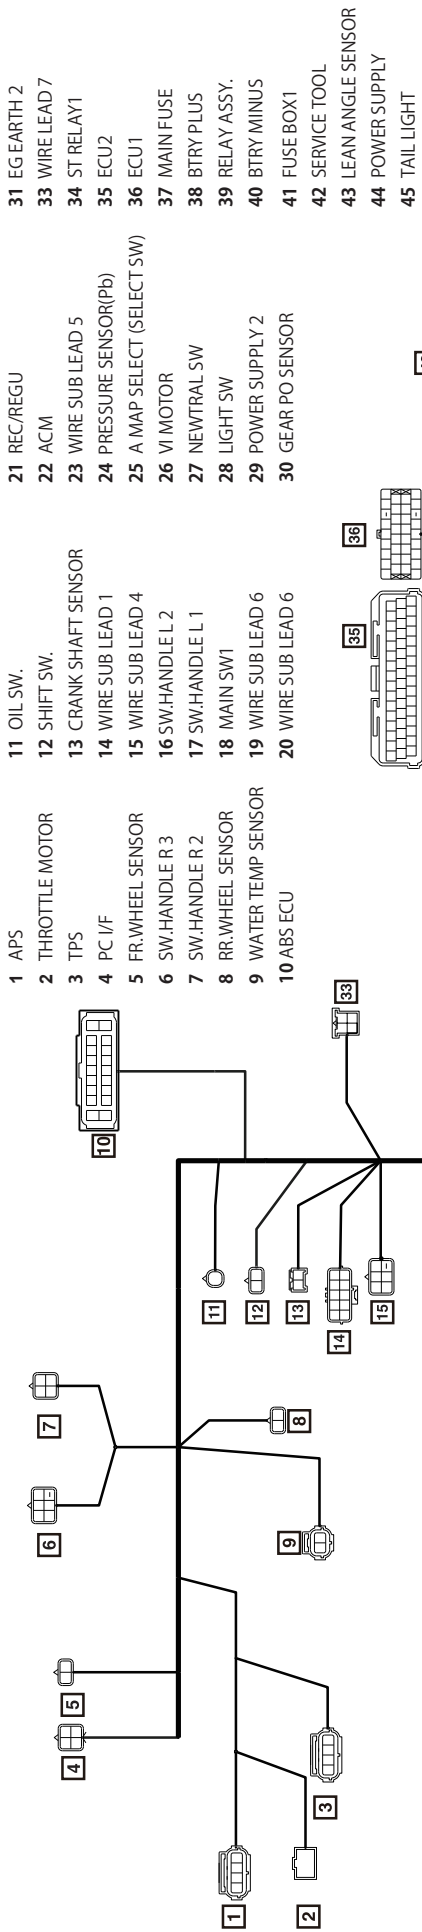 1 APS
2 THROTTLE MOTOR
3 TPS
4 PC I/F
5 FR.WHEEL SENSOR
6 SW.HANDLE R 3
7 SW.HANDLE R 2
8 RR.WHEEL SENSOR
9 WATER TEMP SENSOR
10 ABS ECU
11 OIL SW.
12 SHIFT SW.
13 CRANK SHAFT SENSOR
14 WIRE SUB LEAD 1
15 WIRE SUB LEAD 4
16 SW.HANDLE L 2
17 SW.HANDLE L 1
18 MAIN SW1
19 WIRE SUB LEAD 6
20 WIRE SUB LEAD 6
21 REC/REGU
22 ACM
23 WIRE SUB LEAD 5
24 PRESSURE SENSOR(Pb)
25 A MAP SELECT (SELECT SW)
26 VI MOTOR
27 NEWTRAL SW
28 LIGHT SW
29 POWER SUPPLY 2
30 GEAR PO SENSOR
31 EG EARTH 2
33 WIRE LEAD 7
34 ST RELAY1
35 ECU2
36 ECU1
37 MAIN FUSE
38 BTRY PLUS
39 RELAY ASSY.
40 BTRY MINUS
41 FUSE BOX1
42 SERVICE TOOL
43 LEAN ANGLE SENSOR
44 POWER SUPPLY
45 TAIL LIGHT
1
2
3
4
5
6
7
8
9
10
11
12
13
14
15
33
35
36